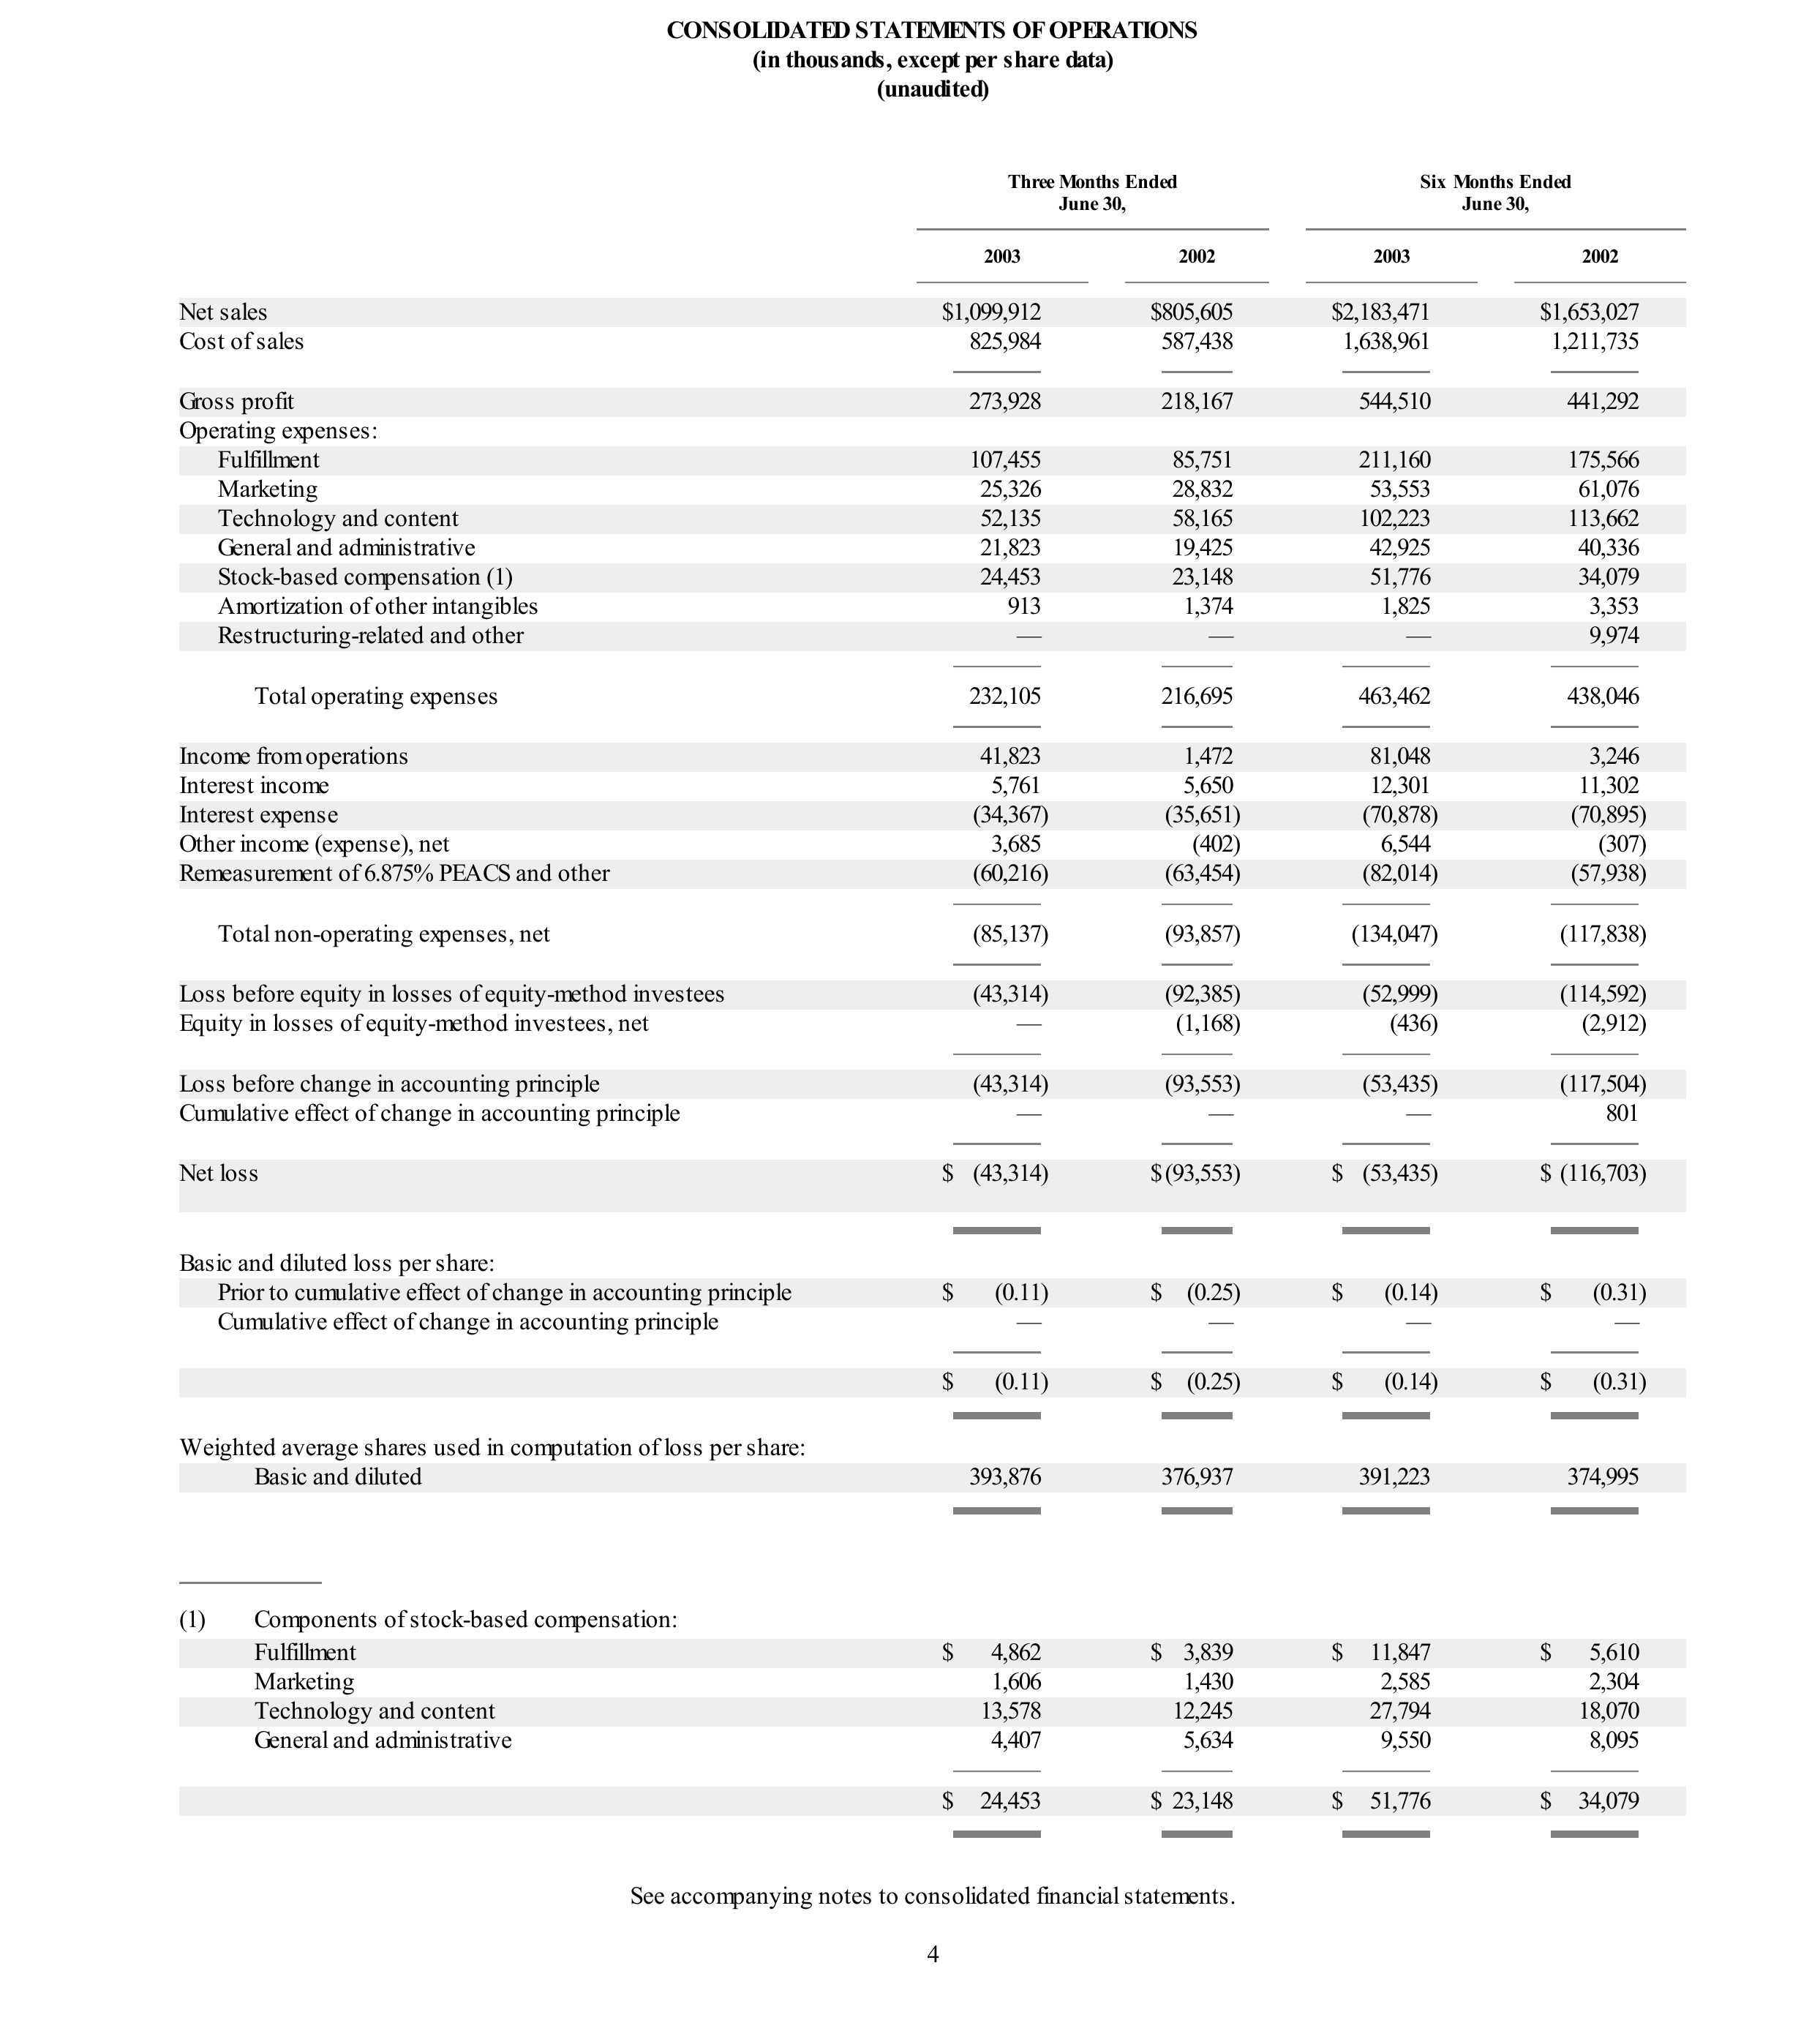 CONSOLIDATED STATEMENTS OF OPERATIONS
(in thousands, except per share data)
(unaudited)
Three Months Ended Six Months Ended
June 30, June 30,
2003 2002 2003 2002
Net sales $1,099,912 $805,605 $2,183,471 $1,653,027
Cost of sales 825,984 587,438 1,638,961 1,211,735
Gross profit 273,928 218,167 544,510 441,292
Operating expenses:
Fulfillment 107,455 85,751 211,160 175,566
Marketing 25,326 28,832 53,553 61,076
Technology and content 52,135 58,165 102,223 113,662
General and administrative 21,823 19,425 42,925 40,336
Stock-based compensation (1) 24,453 23,148 51,776 34,079
Amortization of other intangibles 913 1,374 1,825 3,353
Restructuring-related and other — — — 9,974
Total operating expenses 232,105 216,695 463,462 438,046
Income from operations 41,823 1,472 81,048 3,246
Interest income 5,761 5,650 12,301 11,302
Interest expense (34,367) (35,651) (70,878) (70,895)
Other income (expense), net 3,685 (402) 6,544 (307)
Remeasurement of 6.875% PEACS and other (60,216) (63,454) (82,014) (57,938)
Total non-operating expenses, net (85,137) (93,857) (134,047) (117,838)
Loss before equity in losses of equity-method investees (43,314) (92,385) (52,999) (114,592)
Equity in losses of equity-method investees, net — (1,168) (436) (2,912)
Loss before change in accounting principle (43,314) (93,553) (53,435) (117,504)
Cumulative effect of change in accounting principle — — — 801
Net loss $ (43,314) $(93,553) $ (53,435) $ (116,703)
Basic and diluted loss per share:
Prior to cumulative effect of change in accounting principle $ (0.11) $ (0.25) $ (0.14) $ (0.31)
Cumulative effect of change in accounting principle — — — —
$ (0.11) $ (0.25) $ (0.14) $ (0.31)
Weighted average shares used in computation of loss per share:
Basic and diluted 393,876 376,937 391,223 374,995
(1) Components of stock-based compensation:
Fulfillment $ 4,862 $ 3,839 $ 11,847 $ 5,610
Marketing 1,606 1,430 2,585 2,304
Technology and content 13,578 12,245 27,794 18,070
General and administrative 4,407 5,634 9,550 8,095
$ 24,453 $ 23,148 $ 51,776 $ 34,079
See accompanying notes to consolidated financial statements.
4